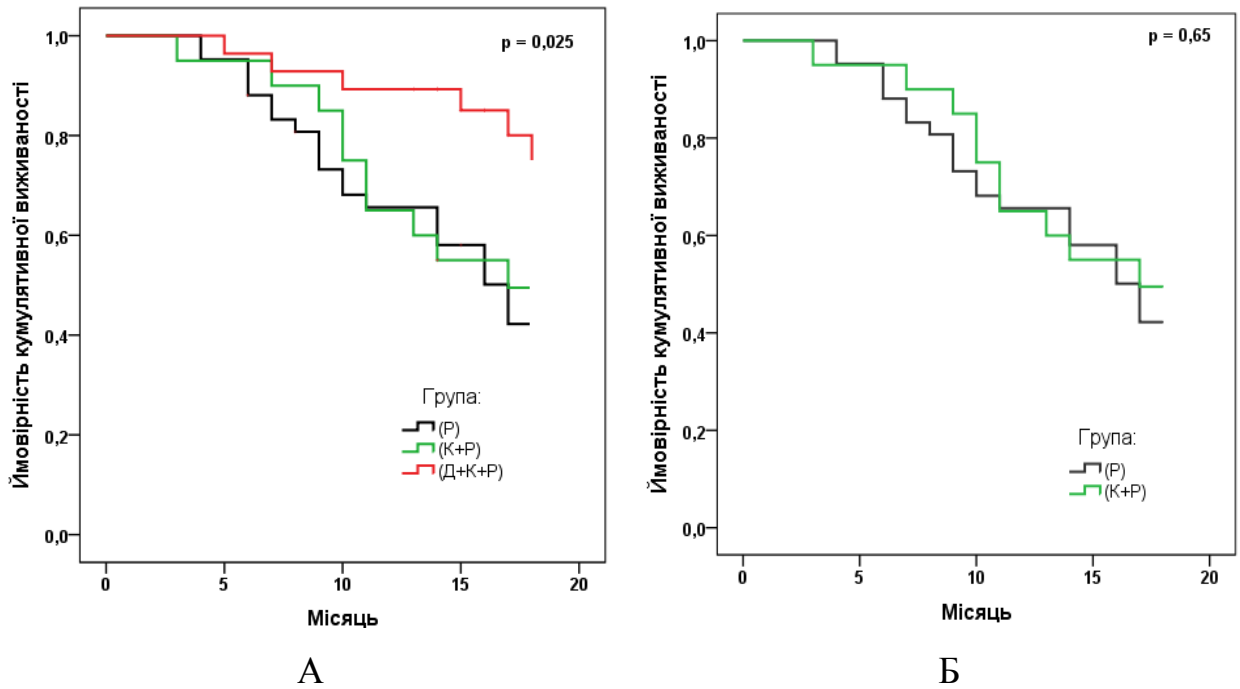 Ймовірність кумулятивної виживаності
1,0
0,8
0,6
0,4
0,2
0,0
p = 0,025
Група:
(Р)
(К+Р)
(Д+К+Р)
0 5 10 15 20
Місяць
А
Ймовірність кумулятивної виживаності
1,0
0,8
0,6
0,4
0,2
0,0
p = 0,65
Група:
(Р)
(К+Р)
0 5 10 15 20
Місяць
Б